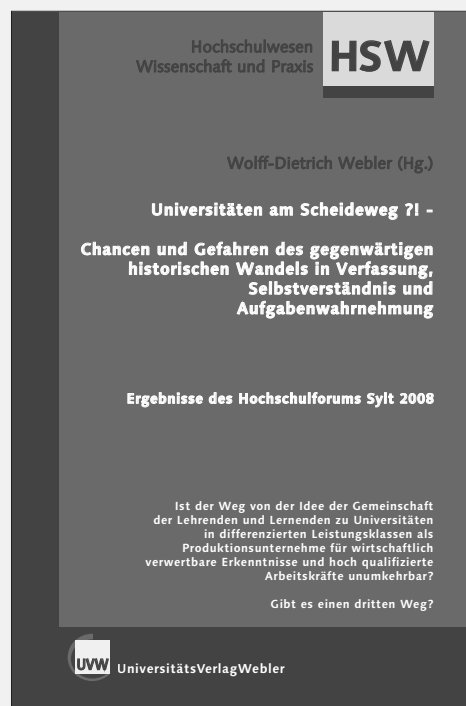 Hochschulwesen
Wissenschaft und Praxis
HSW
Wolff-Dietrich Webler (Hg.)
Universitäten am Scheideweg ?! -
Chancen und Gefahren des gegenwärtigen
historischen Wandels in Verfassung,
Selbstverständnis und
Aufgabenwahrnehmung
Ergebnisse des Hochschulforums Sylt 2008
Ist der Weg von der Idee der Gemeinschaft
der Lehrenden und Lernenden zu Universitäten
in differenzierten Leistungsklassen als
Produktionsunternehme für wirtschaftlich
verwertbare Erkenntnisse und hoch qualifizierte
Arbeitskräfte unumkehrbar?
Gibt es einen dritten Weg?
UVW
UniversitätsVerlagWebler